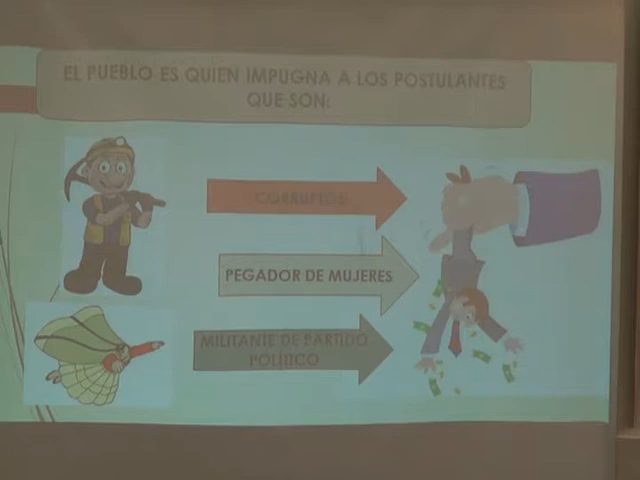 EL PUEBLO ES QUIEN IMPUGNA A LOS POSTULANTES
QUE SON:
CORRUPTOS
PEGADOR DE MUJERES
MILITANTE DE PARTIDO
POLÍTICO